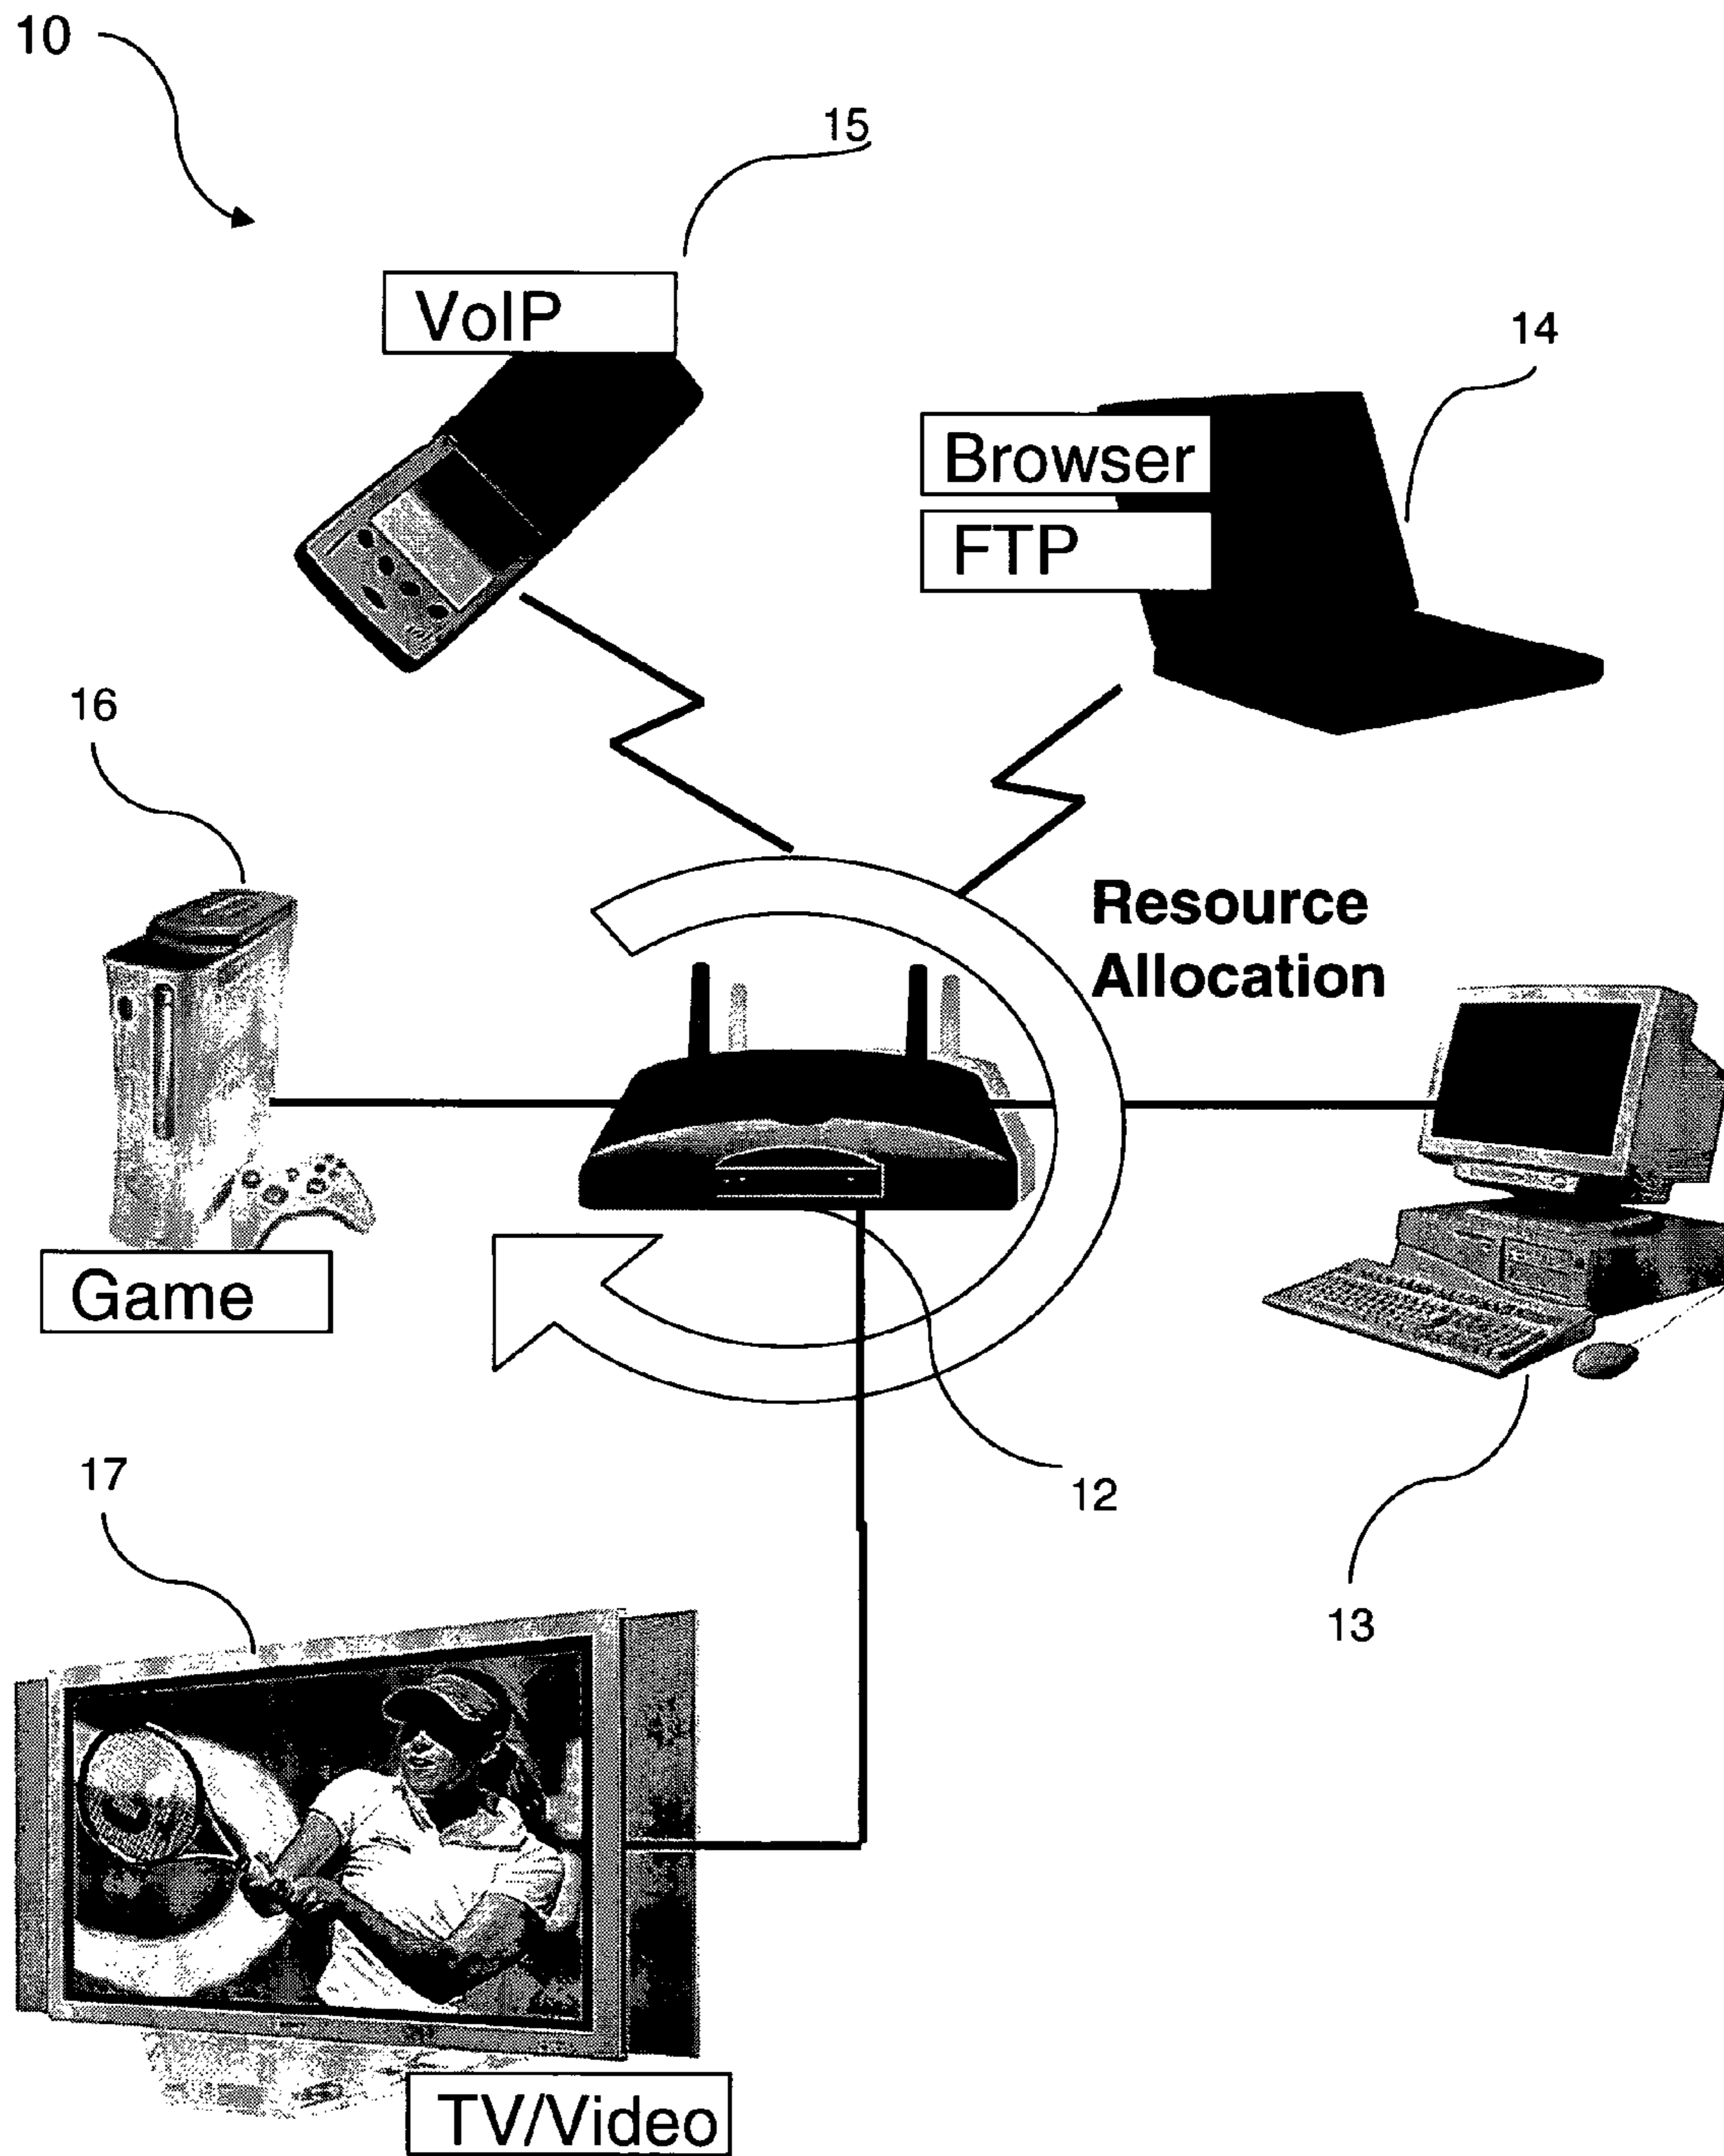 10
15
VoIP
14
Browser
FTP
16
Resource
Allocation
Game
17
12
13
TV/Video